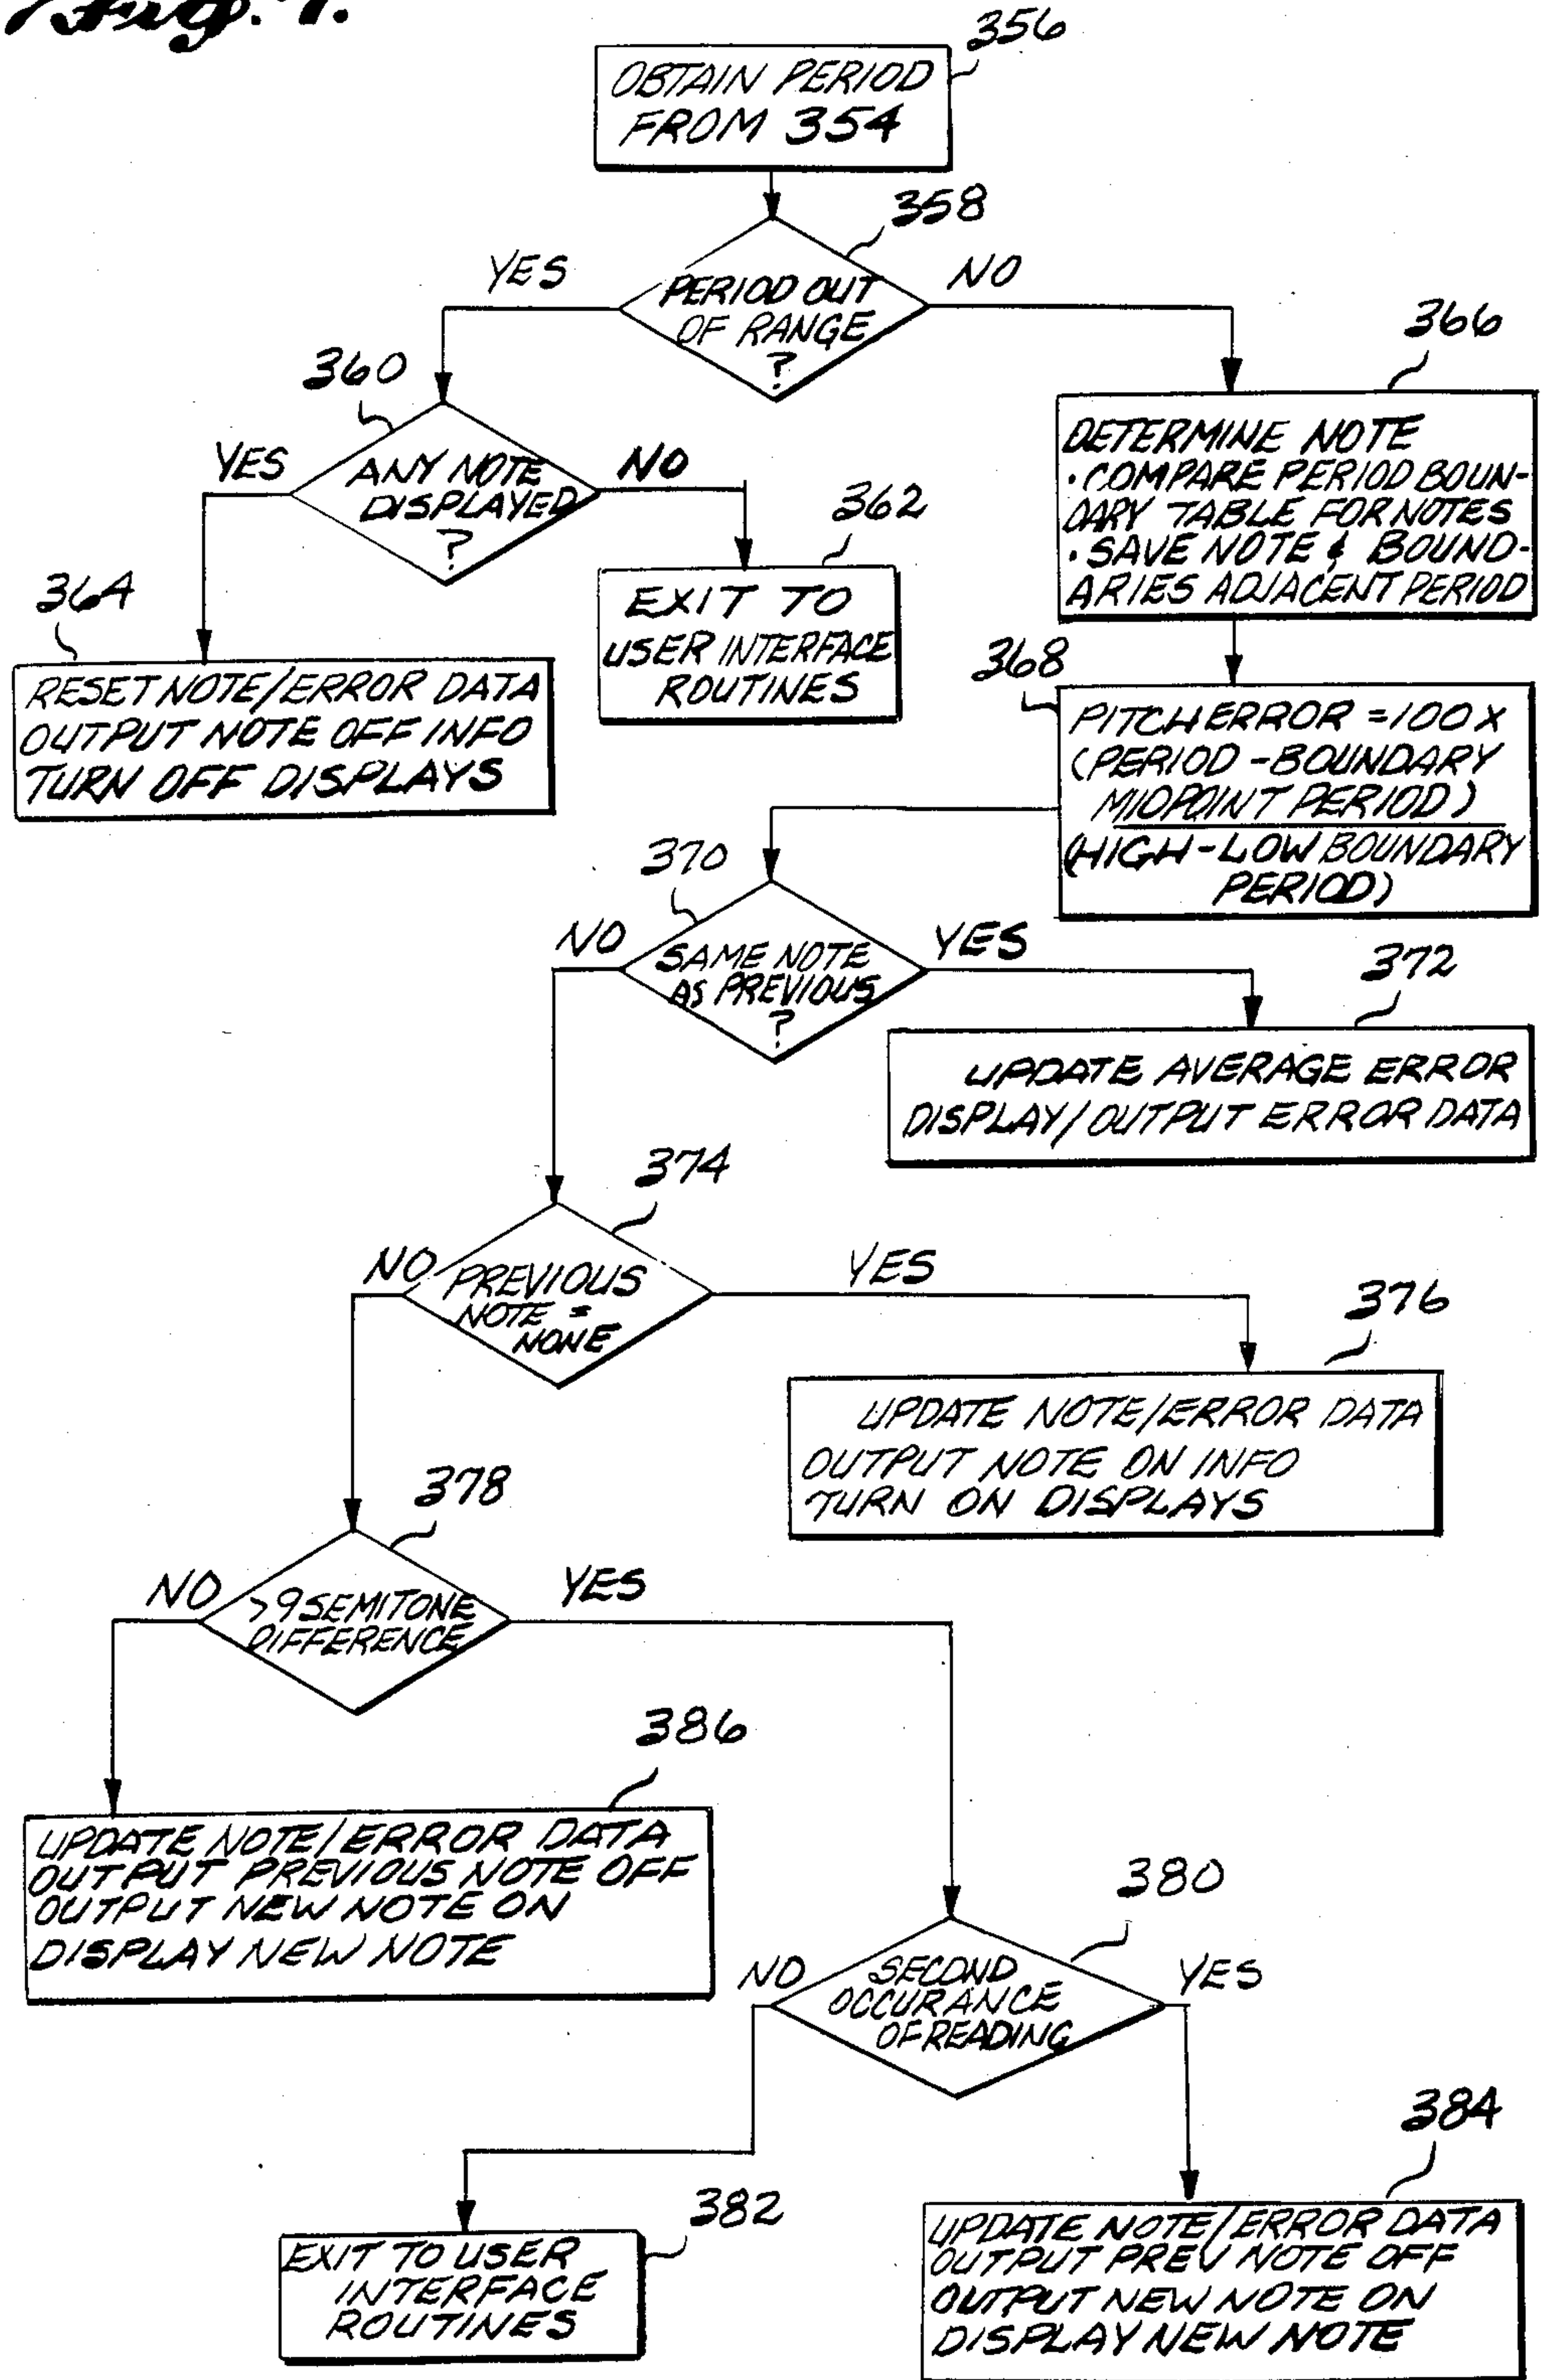 Fig. 9.
356
OBTAIN PERIOD
FROM 354
358
YES
PERIOD OUT
OF RANGE
?
NO
366
360
YES
ANY NOTE
DISPLAYED
?
NO
362
EXIT TO
USER INTERFACE
ROUTINES
DETERMINE NOTE
• COMPARE PERIOD BOUN-
DARY TABLE FOR NOTES
• SAVE NOTE & BOUND-
ARIES ADJACENT PERIOD
364
RESET NOTE/ERROR DATA
OUTPUT NOTE OFF INFO
TURN OFF DISPLAYS
368
PITCH ERROR = 100 X
(PERIOD - BOUNDARY
MIDPOINT PERIOD)
(HIGH - LOW BOUNDARY
PERIOD)
370
NO
SAME NOTE
AS PREVIOUS
?
YES
372
UPDATE AVERAGE ERROR
DISPLAY/OUTPUT ERROR DATA
374
NO
PREVIOUS
NOTE =
NONE
YES
376
UPDATE NOTE/ERROR DATA
OUTPUT NOTE ON INFO
TURN ON DISPLAYS
378
NO
>9 SEMITONE
DIFFERENCE
YES
386
UPDATE NOTE/ERROR DATA
OUTPUT PREVIOUS NOTE OFF
OUTPUT NEW NOTE ON
DISPLAY NEW NOTE
380
NO
SECOND
OCCURANCE
OF READING
YES
382
EXIT TO USER
INTERFACE
ROUTINES
384
UPDATE NOTE/ERROR DATA
OUTPUT PREV NOTE OFF
OUTPUT NEW NOTE ON
DISPLAY NEW NOTE